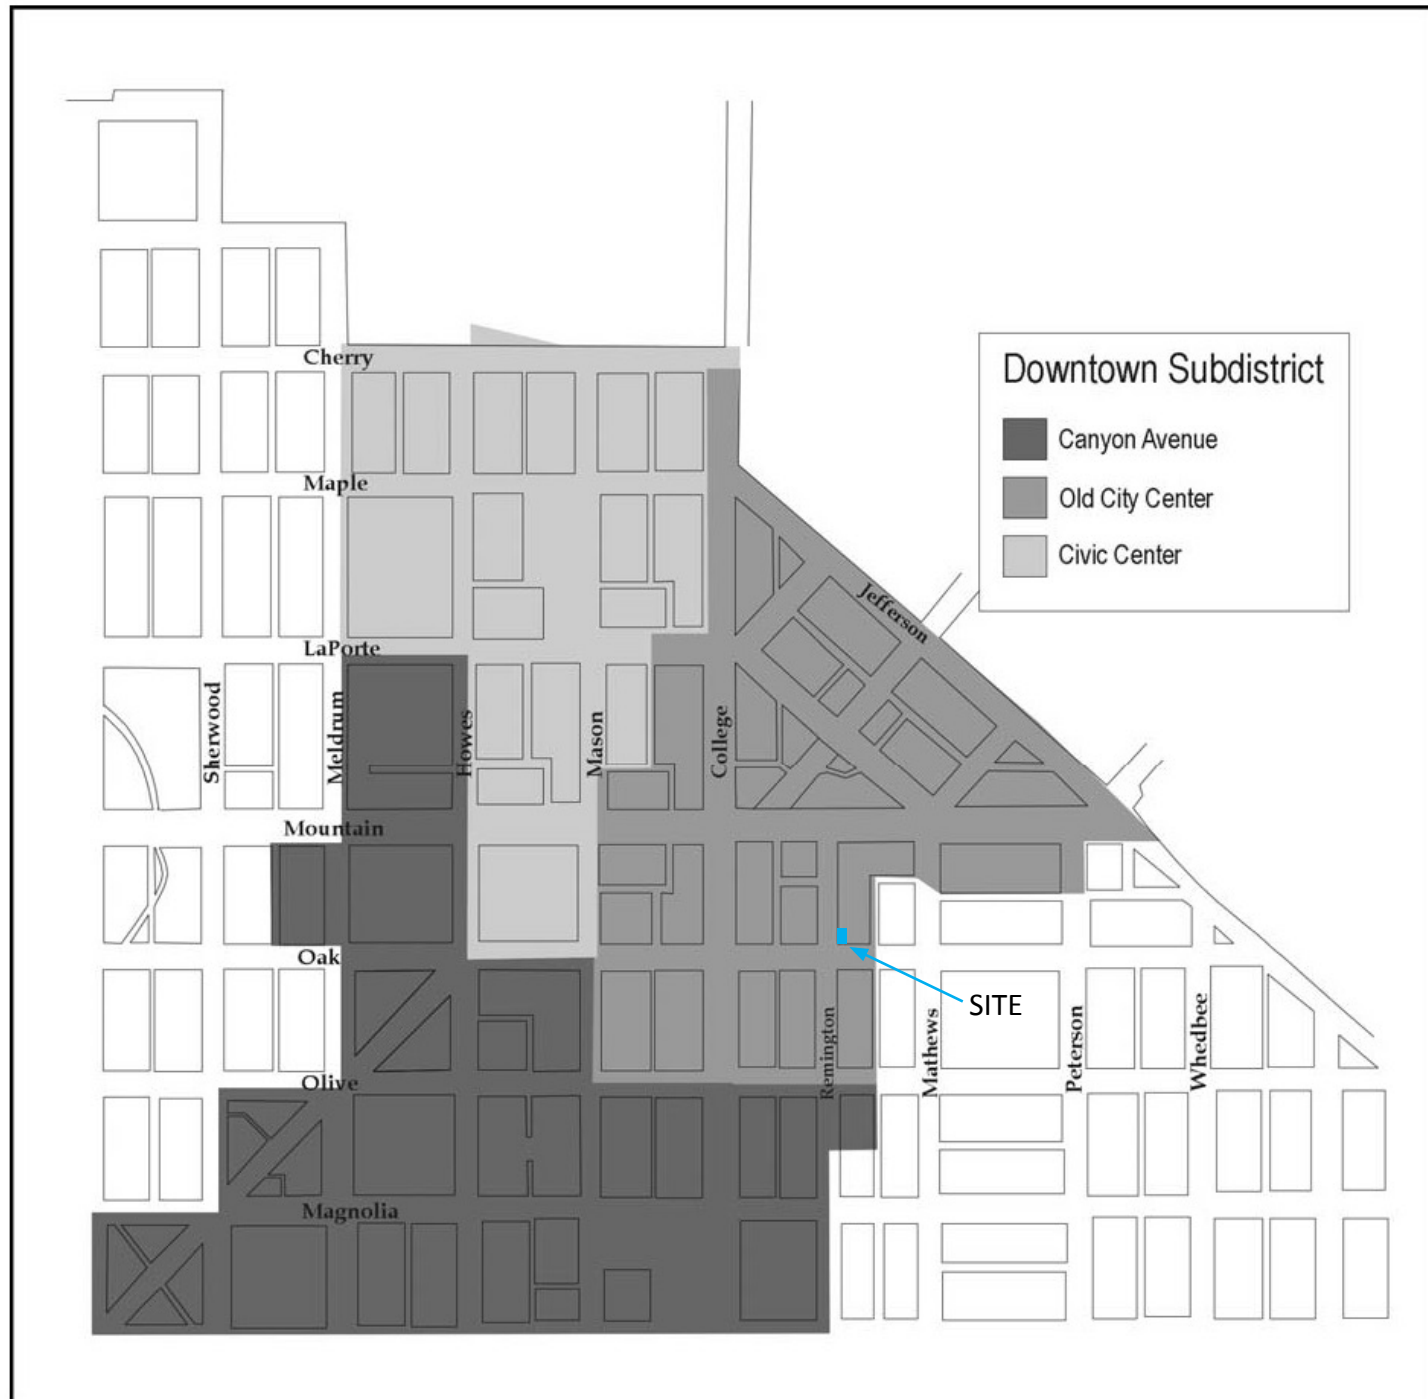 Cherry
Downtown Subdistrict
Canyon Avenue
Maple
Old City Center
Civic Center
Jefferson
LaPorte
Sherwood
Meldrum
Howes
Mason
College
Mountain
Oak
SITE
Remington
Mathews
Peterson
Whedbee
Olive
Magnolia